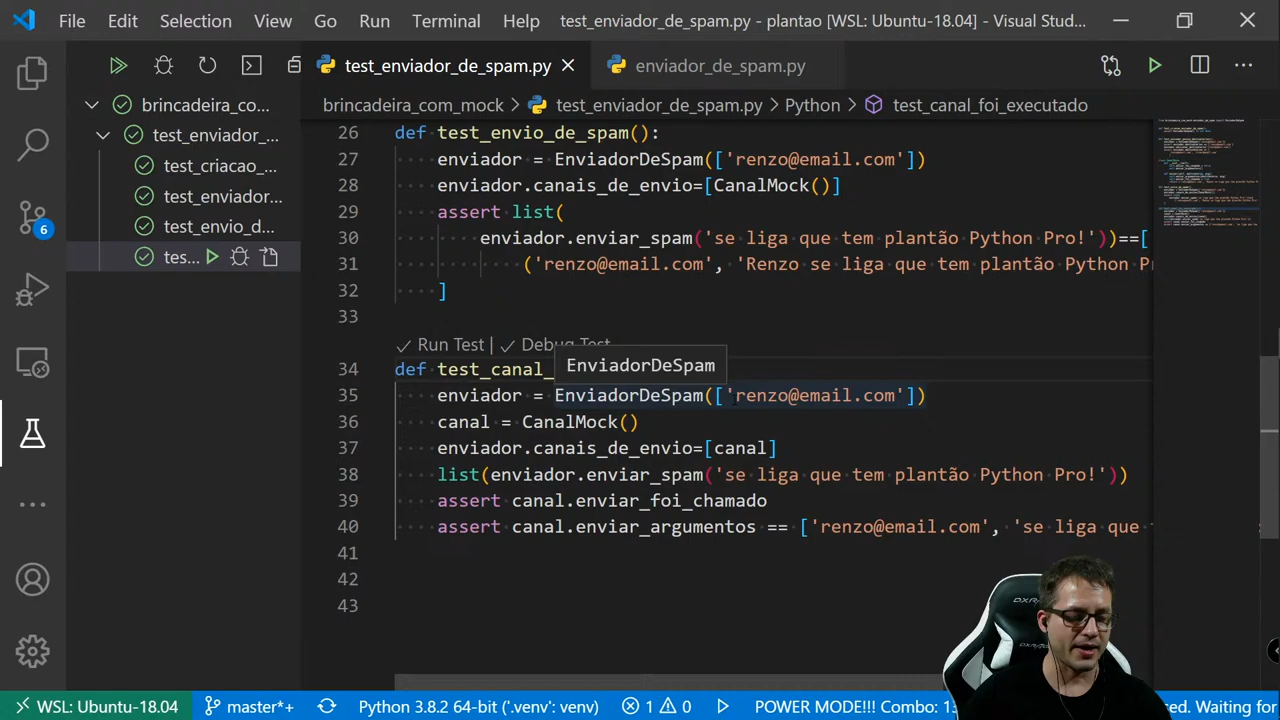 File Edit Selection View Go Run Terminal Help test_enviador_de_spam.py - plantao [WSL: Ubuntu-18.04] - Visual Stud...
test_enviador_de_spam.py enviador_de_spam.py
brincadeira_co...
test_enviador_...
test_criacao_...
test_enviador...
test_envio_d...
tes...
6
brincadeira_com_mock > test_enviador_de_spam.py > Python > test_canal_foi_executado
26 def test_envio_de_spam():
27 enviador = EnviadorDeSpam(['renzo@email.com'])
28 enviador.canais_de_envio=[CanalMock()]
29 assert list(
30 enviador.enviar_spam('se liga que tem plantão Python Pro!'))==[
31 ('renzo@email.com', 'Renzo se liga que tem plantão Python Pr
32 ]
33
Run Test | Debug Test
EnviadorDeSpam
34 def test_canal_
35 enviador = EnviadorDeSpam(['renzo@email.com'])
36 canal = CanalMock()
37 enviador.canais_de_envio=[canal]
38 list(enviador.enviar_spam('se liga que tem plantão Python Pro!'))
39 assert canal.enviar_foi_chamado
40 assert canal.enviar_argumentos == ['renzo@email.com', 'se liga que
41
42
43
DXR
WSL: Ubuntu-18.04 master*+ Python 3.8.2 64-bit ('.venv': venv) 1 0 POWER MODE!!! Combo: 1 sed. Waiting for